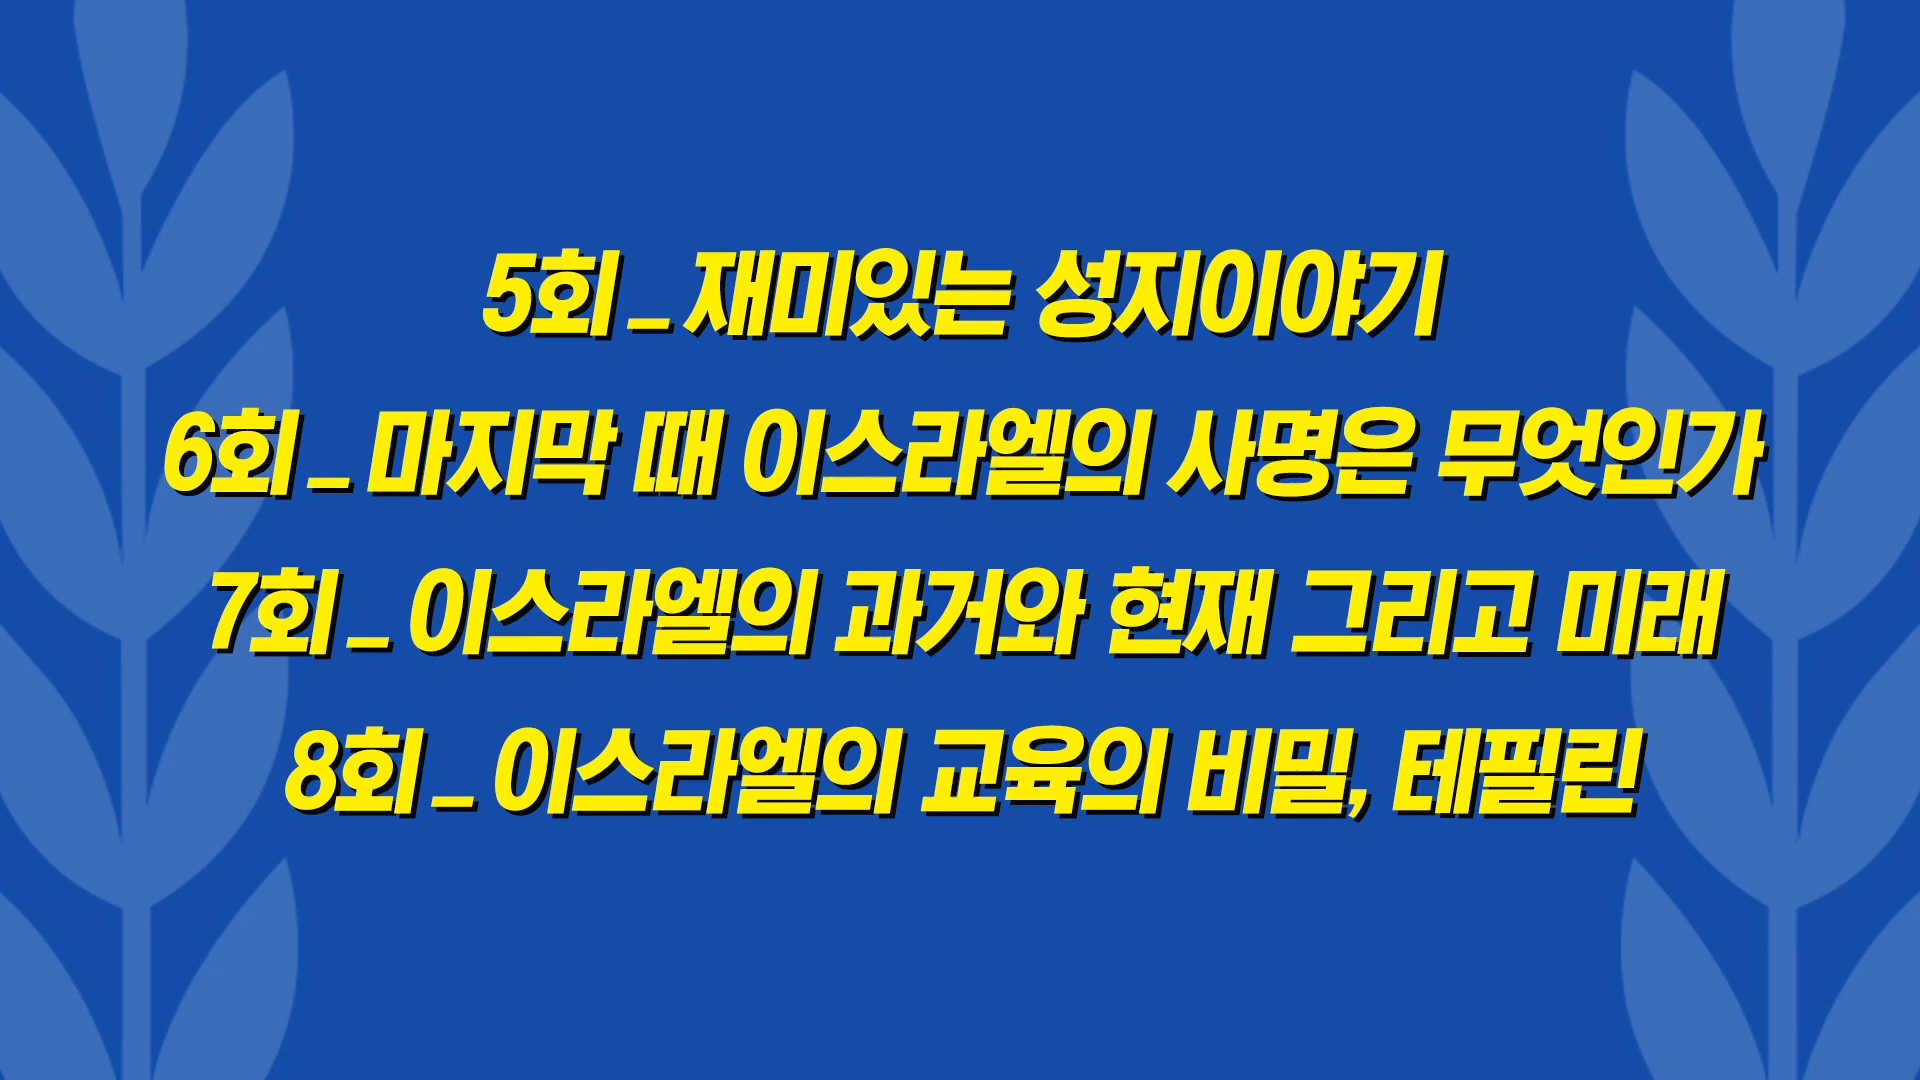 5회 _ 재미있는 성지이야기
6회 _ 마지막 때 이스라엘의 사명은 무엇인가
7회 _ 이스라엘의 과거와 현재 그리고 미래
8회 _ 이스라엘의 교육의 비밀, 테필린